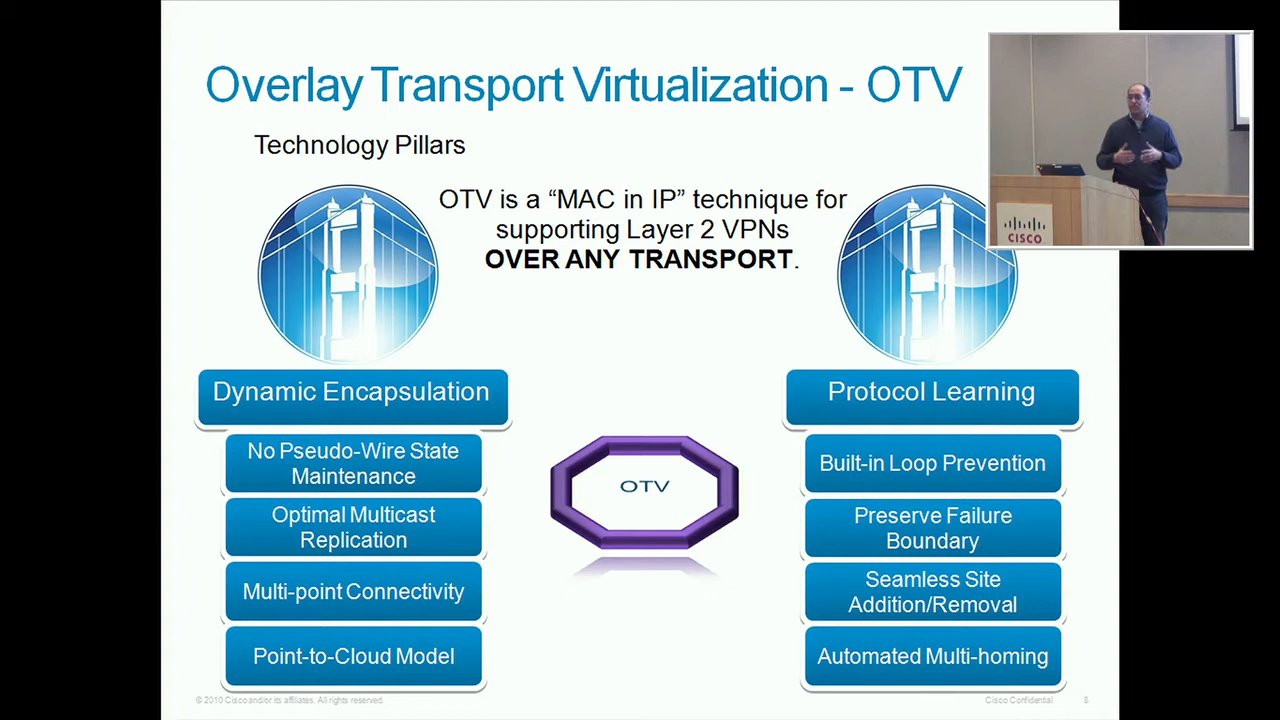 Overlay Transport Virtualization - OTV
Technology Pillars
OTV is a “MAC in IP” technique for
supporting Layer 2 VPNs
OVER ANY TRANSPORT.
CISCO
Dynamic Encapsulation
No Pseudo-Wire State
Maintenance
Optimal Multicast
Replication
Multi-point Connectivity
Point-to-Cloud Model
OTV
Protocol Learning
Built-in Loop Prevention
Preserve Failure
Boundary
Seamless Site
Addition/Removal
Automated Multi-homing
© 2010 Cisco and/or its affiliates. All rights reserved.
Cisco Confidential
8